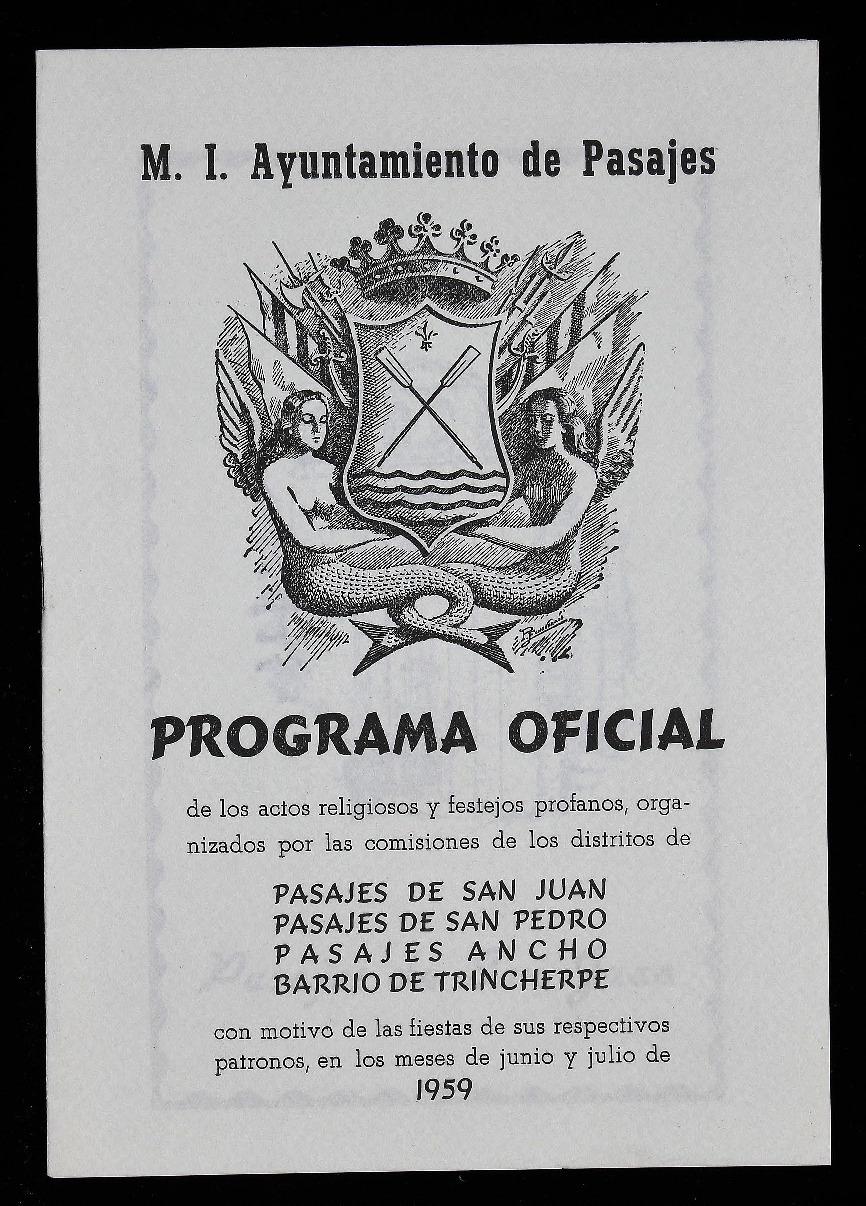 M. I. Ayuntamiento de Pasajes
PROGRAMA OFICIAL
de los actos religiosos y festejos profanos, orga-
nizados por las comisiones de los distritos de
PASAJES DE SAN JUAN
PASAJES DE SAN PEDRO
PASAJES ANCHO
BARRIO DE TRINCHERPE
con motivo de las fiestas de sus respectivos
patronos, en los meses de junio y julio de
1959